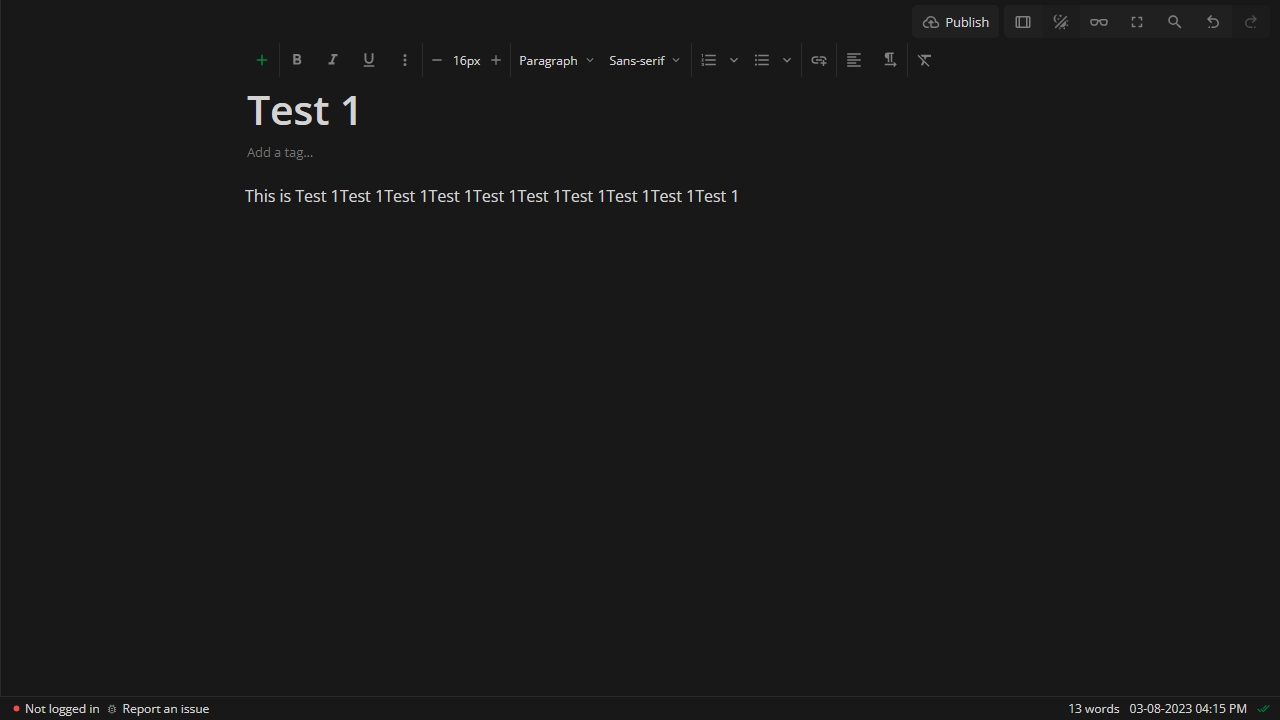 Publish
B I U 16px Paragraph Sans-serif
Test 1
Add a tag...
This is Test 1Test 1Test 1Test 1Test 1Test 1Test 1Test 1Test 1Test 1
Not logged in Report an issue 13 words 03-08-2023 04:15 PM